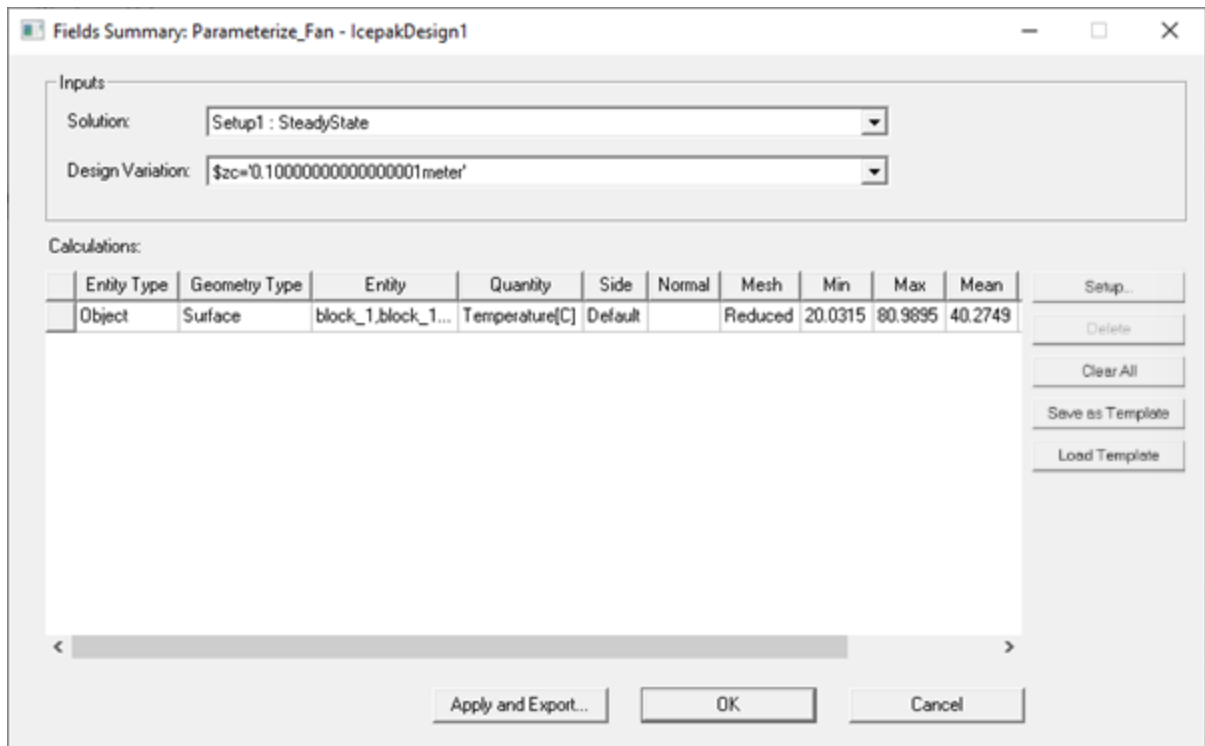 Fields Summary: Parameterize_Fan - IcepakDesign1
Inputs
Solution: Setup1 : SteadyState
Design Variation: $zc='0.10000000000000001meter'
Calculations:
Entity Type Geometry Type Entity Quantity Side Normal Mesh Min Max Mean
Object Surface block_1,block_1... Temperature[C] Default Reduced 20.0315 80.9895 40.2749
Setup...
Delete
Clear All
Save as Template
Load Template
Apply and Export... OK Cancel